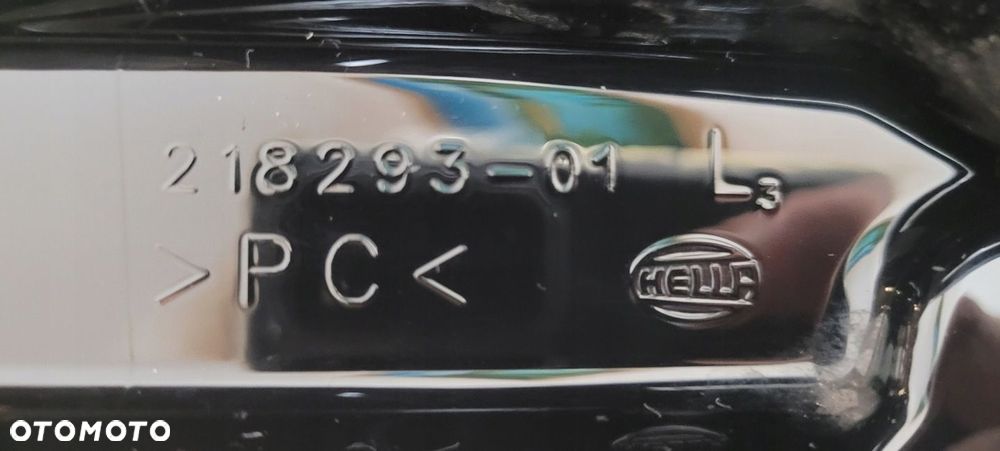 218293-01 L3
>PC<
HELLA
OTOMOTO